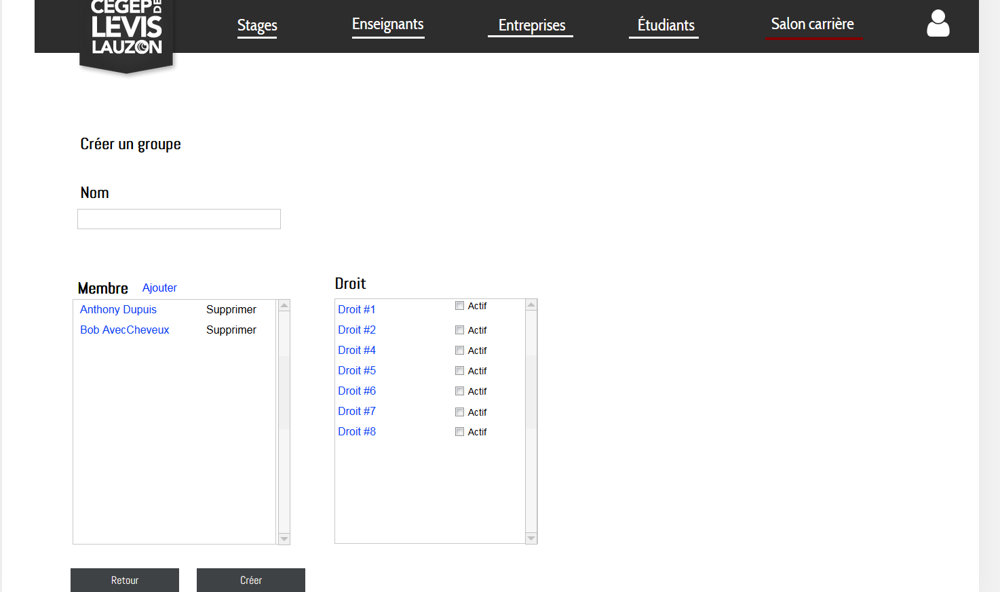 CÉGEP DE
LÉVIS
LAUZON
Stages
Enseignants
Entreprises
Étudiants
Salon carrière
Créer un groupe
Nom
Membre Ajouter
Anthony Dupuis Supprimer
Bob AvecCheveux Supprimer
Droit
Droit #1 Actif
Droit #2 Actif
Droit #4 Actif
Droit #5 Actif
Droit #6 Actif
Droit #7 Actif
Droit #8 Actif
Retour
Créer